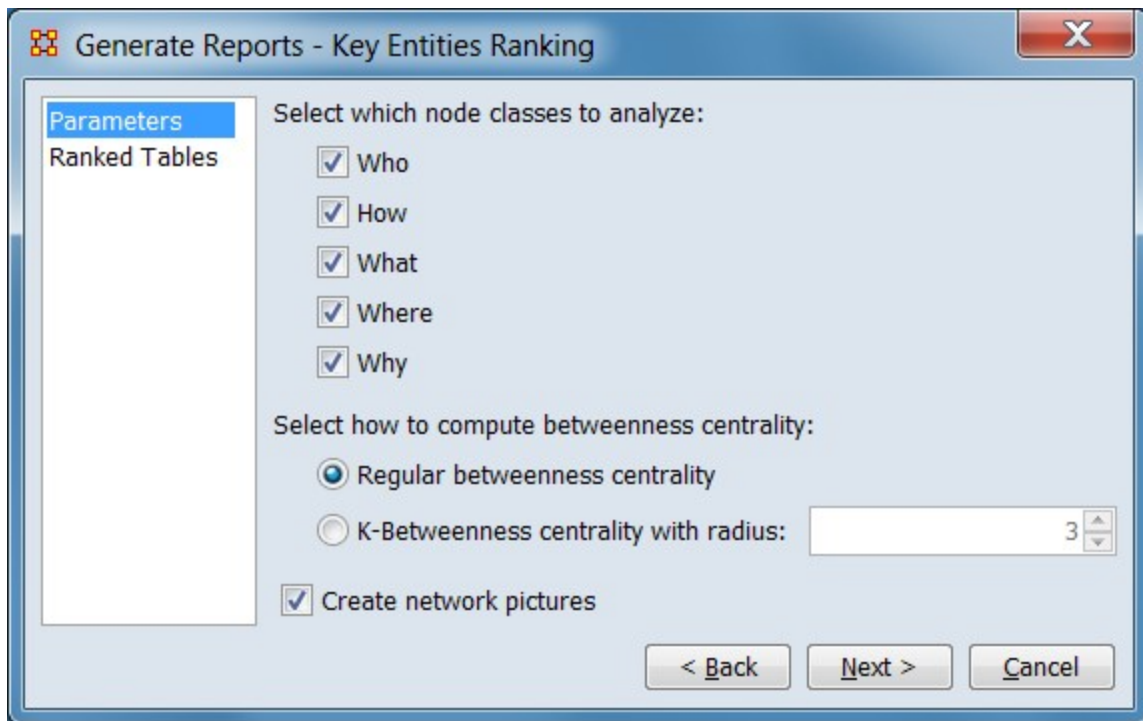 Generate Reports - Key Entities Ranking
X
Parameters
Ranked Tables
Select which node classes to analyze:
Who
How
What
Where
Why
Select how to compute betweenness centrality:
Regular betweenness centrality
K-Betweenness centrality with radius: 3
Create network pictures
< Back Next > Cancel